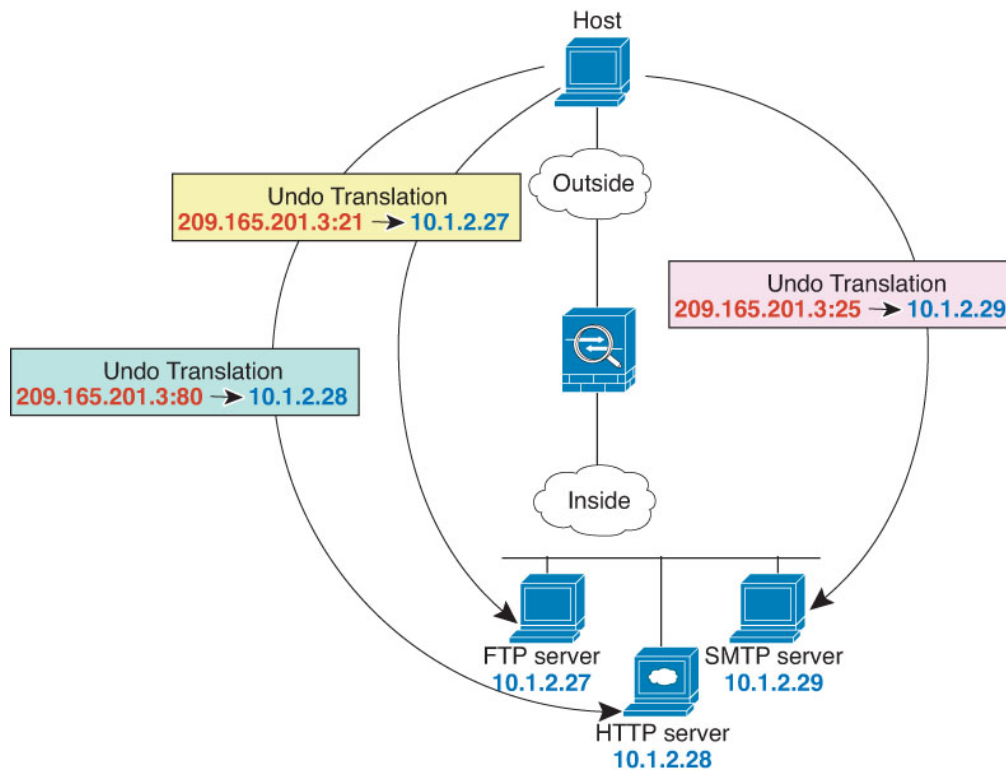 Host
Outside
Undo Translation
209.165.201.3:21 → 10.1.2.27
Undo Translation
209.165.201.3:25 → 10.1.2.29
Undo Translation
209.165.201.3:80 → 10.1.2.28
Inside
FTP server
10.1.2.27
SMTP server
10.1.2.29
HTTP server
10.1.2.28